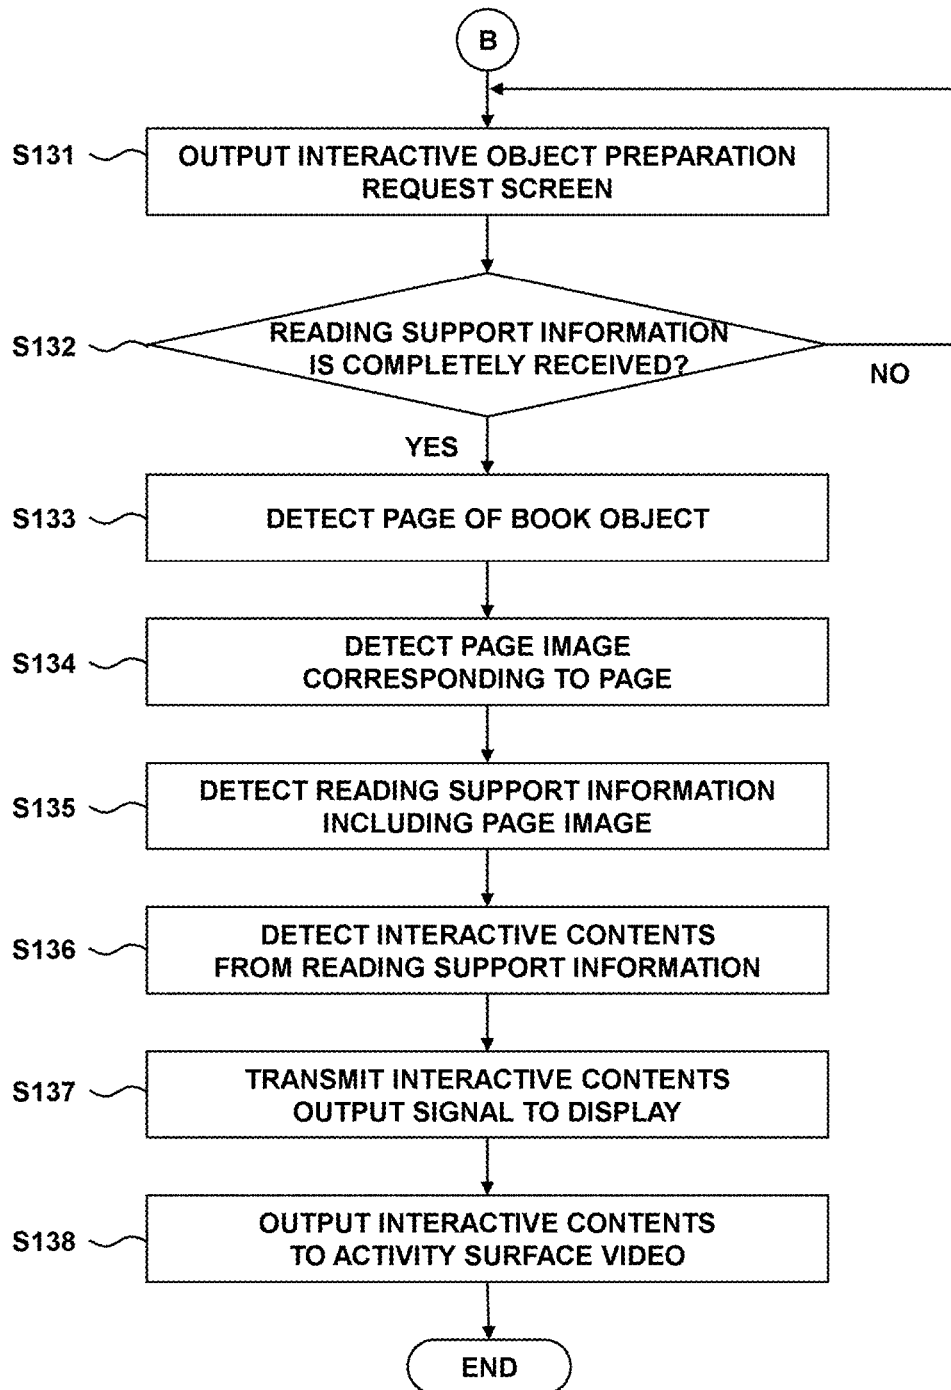 B
S131
OUTPUT INTERACTIVE OBJECT PREPARATION
REQUEST SCREEN
S132
READING SUPPORT INFORMATION
IS COMPLETELY RECEIVED?
NO
YES
S133
DETECT PAGE OF BOOK OBJECT
S134
DETECT PAGE IMAGE
CORRESPONDING TO PAGE
S135
DETECT READING SUPPORT INFORMATION
INCLUDING PAGE IMAGE
S136
DETECT INTERACTIVE CONTENTS
FROM READING SUPPORT INFORMATION
S137
TRANSMIT INTERACTIVE CONTENTS
OUTPUT SIGNAL TO DISPLAY
S138
OUTPUT INTERACTIVE CONTENTS
TO ACTIVITY SURFACE VIDEO
END